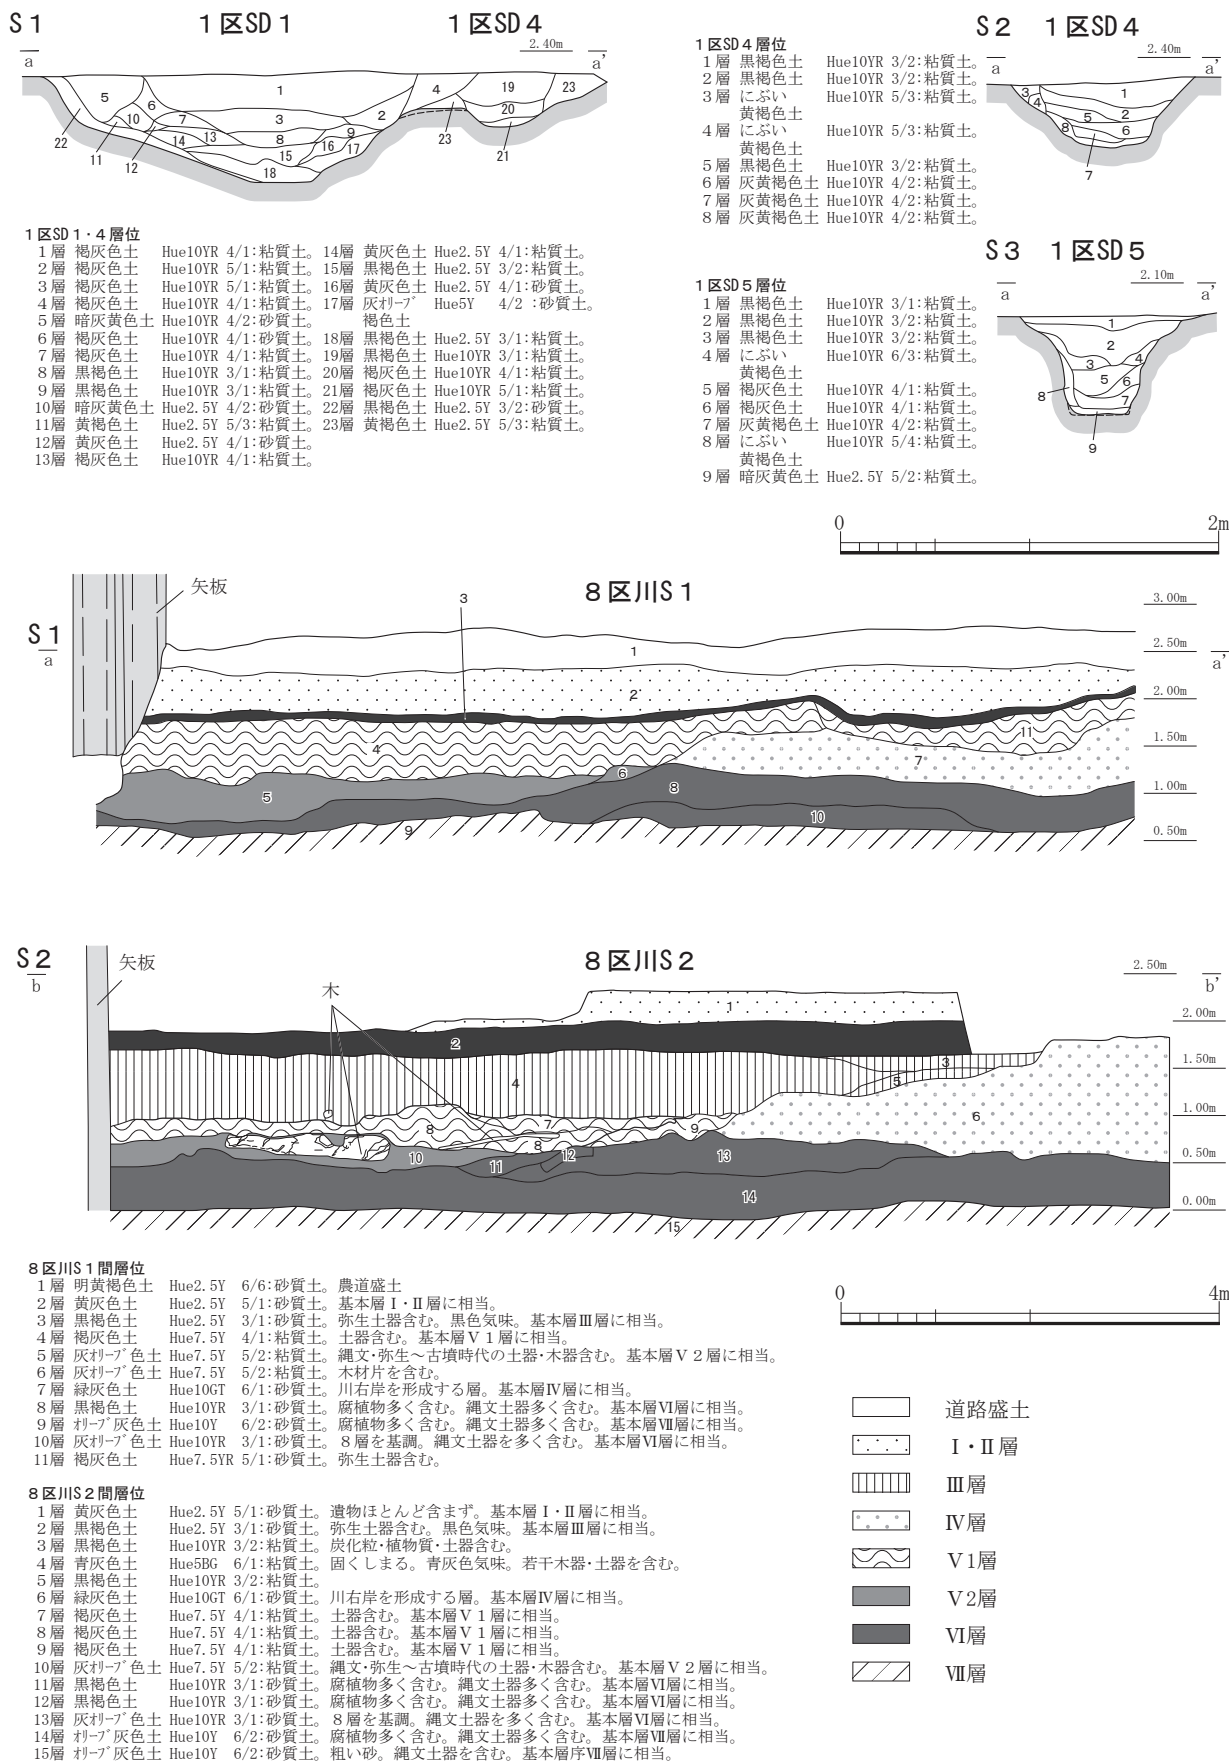 S1 1区SD1 1区SD4
a 2.40m a'
1 2 3 4 5 6 7 8 9 10 11 12 13 14 15 16 17 18 19 20 21 22 23 23
1区SD1・4層位
1層 褐灰色土 Hue10YR 4/1:粘質土。
2層 褐灰色土 Hue10YR 5/1:粘質土。
3層 褐灰色土 Hue10YR 5/1:粘質土。
4層 褐灰色土 Hue10YR 4/1:粘質土。
5層 暗灰黄色土 Hue10YR 4/2:砂質土。
6層 褐灰色土 Hue10YR 4/1:砂質土。
7層 褐灰色土 Hue10YR 4/1:粘質土。
8層 黒褐色土 Hue10YR 3/1:粘質土。
9層 黒褐色土 Hue10YR 3/1:粘質土。
10層 暗灰黄色土 Hue2.5Y 4/2:砂質土。
11層 黄褐色土 Hue2.5Y 5/3:粘質土。
12層 黄灰色土 Hue2.5Y 4/1:砂質土。
13層 褐灰色土 Hue10YR 4/1:粘質土。
14層 黄灰色土 Hue2.5Y 4/1:粘質土。
15層 黒褐色土 Hue2.5Y 3/2:粘質土。
16層 黄灰色土 Hue2.5Y 4/1:砂質土。
17層 灰ｵﾘｰﾌﾞ Hue5Y 4/2:砂質土。
褐色土
18層 黒褐色土 Hue2.5Y 3/1:粘質土。
19層 黒褐色土 Hue10YR 3/1:粘質土。
20層 褐灰色土 Hue10YR 4/1:粘質土。
21層 褐灰色土 Hue10YR 5/1:粘質土。
22層 黒褐色土 Hue2.5Y 3/2:砂質土。
23層 黄褐色土 Hue2.5Y 5/3:粘質土。
1区SD4層位
1層 黒褐色土 Hue10YR 3/2:粘質土。
2層 黒褐色土 Hue10YR 3/2:粘質土。
3層 にぶい Hue10YR 5/3:粘質土。
黄褐色土
4層 にぶい Hue10YR 5/3:粘質土。
黄褐色土
5層 黒褐色土 Hue10YR 3/2:粘質土。
6層 灰黄褐色土 Hue10YR 4/2:粘質土。
7層 灰黄褐色土 Hue10YR 4/2:粘質土。
8層 灰黄褐色土 Hue10YR 4/2:粘質土。
S2 1区SD4
a 2.40m a'
1 2 3 4 5 6 7 8
1区SD5層位
1層 黒褐色土 Hue10YR 3/1:粘質土。
2層 黒褐色土 Hue10YR 3/2:粘質土。
3層 黒褐色土 Hue10YR 3/2:粘質土。
4層 にぶい Hue10YR 6/3:粘質土。
黄褐色土
5層 褐灰色土 Hue10YR 4/1:粘質土。
6層 褐灰色土 Hue10YR 4/1:粘質土。
7層 灰黄褐色土 Hue10YR 4/2:粘質土。
8層 にぶい Hue10YR 5/4:粘質土。
黄褐色土
9層 暗灰黄色土 Hue2.5Y 5/2:粘質土。
S3 1区SD5
a 2.10m a'
1 2 3 4 5 6 7 8 9
0 2m
矢板 8区川S1
S1
a a'
3.00m
2.50m
2.00m
1.50m
1.00m
0.50m
1 2 3 4 5 6 7 8 9 10 11
S2 矢板 8区川S2
b 木 b'
2.50m
2.00m
1.50m
1.00m
0.50m
0.00m
1 2 3 4 5 6 7 8 8 9 10 11 12 13 14 15
8区川S1間層位
1層 明黄褐色土 Hue2.5Y 6/6:砂質土。農道盛土
2層 黄灰色土 Hue2.5Y 5/1:砂質土。基本層Ⅰ・Ⅱ層に相当。
3層 黒褐色土 Hue2.5Y 3/1:砂質土。弥生土器含む。黒色気味。基本層Ⅲ層に相当。
4層 褐灰色土 Hue7.5Y 4/1:粘質土。土器含む。基本層Ⅴ1層に相当。
5層 灰ｵﾘｰﾌﾞ色土 Hue7.5Y 5/2:粘質土。縄文・弥生～古墳時代の土器・木器含む。基本層Ⅴ2層に相当。
6層 灰ｵﾘｰﾌﾞ色土 Hue7.5Y 5/2:粘質土。木材片を含む。
7層 緑灰色土 Hue10GT 6/1:砂質土。川右岸を形成する層。基本層Ⅳ層に相当。
8層 黒褐色土 Hue10YR 3/1:砂質土。腐植物多く含む。縄文土器多く含む。基本層Ⅵ層に相当。
9層 ｵﾘｰﾌﾞ灰色土 Hue10Y 6/2:砂質土。腐植物多く含む。縄文土器多く含む。基本層Ⅶ層に相当。
10層 灰ｵﾘｰﾌﾞ色土 Hue10YR 3/1:砂質土。8層を基調。縄文土器を多く含む。基本層Ⅵ層に相当。
11層 褐灰色土 Hue7.5YR 5/1:砂質土。弥生土器含む。
8区川S2間層位
1層 黄灰色土 Hue2.5Y 5/1:砂質土。遺物ほとんど含まず。基本層Ⅰ・Ⅱ層に相当。
2層 黒褐色土 Hue2.5Y 3/1:砂質土。弥生土器含む。黒色気味。基本層Ⅲ層に相当。
3層 黒褐色土 Hue10YR 3/2:粘質土。炭化粒・植物質・土器含む。
4層 青灰色土 Hue5BG 6/1:粘質土。固くしまる。青灰色気味。若干木器・土器を含む。
5層 黒褐色土 Hue10YR 3/2:粘質土。
6層 緑灰色土 Hue10GT 6/1:砂質土。川右岸を形成する層。基本層Ⅳ層に相当。
7層 褐灰色土 Hue7.5Y 4/1:粘質土。土器含む。基本層Ⅴ1層に相当。
8層 褐灰色土 Hue7.5Y 4/1:粘質土。土器含む。基本層Ⅴ1層に相当。
9層 褐灰色土 Hue7.5Y 4/1:粘質土。土器含む。基本層Ⅴ1層に相当。
10層 灰ｵﾘｰﾌﾞ色土 Hue7.5Y 5/2:粘質土。縄文・弥生～古墳時代の土器・木器含む。基本層Ⅴ2層に相当。
11層 黒褐色土 Hue10YR 3/1:砂質土。腐植物多く含む。縄文土器多く含む。基本層Ⅵ層に相当。
12層 黒褐色土 Hue10YR 3/1:砂質土。腐植物多く含む。縄文土器多く含む。基本層Ⅵ層に相当。
13層 灰ｵﾘｰﾌﾞ色土 Hue10YR 3/1:砂質土。8層を基調。縄文土器を多く含む。基本層Ⅵ層に相当。
14層 ｵﾘｰﾌﾞ灰色土 Hue10Y 6/2:砂質土。腐植物多く含む。縄文土器多く含む。基本層Ⅶ層に相当。
15層 ｵﾘｰﾌﾞ灰色土 Hue10Y 6/2:砂質土。粗い砂。縄文土器を含む。基本層序Ⅶ層に相当。
0 4m
道路盛土
Ⅰ・Ⅱ層
Ⅲ層
Ⅳ層
Ⅴ1層
Ⅴ2層
Ⅵ層
Ⅶ層